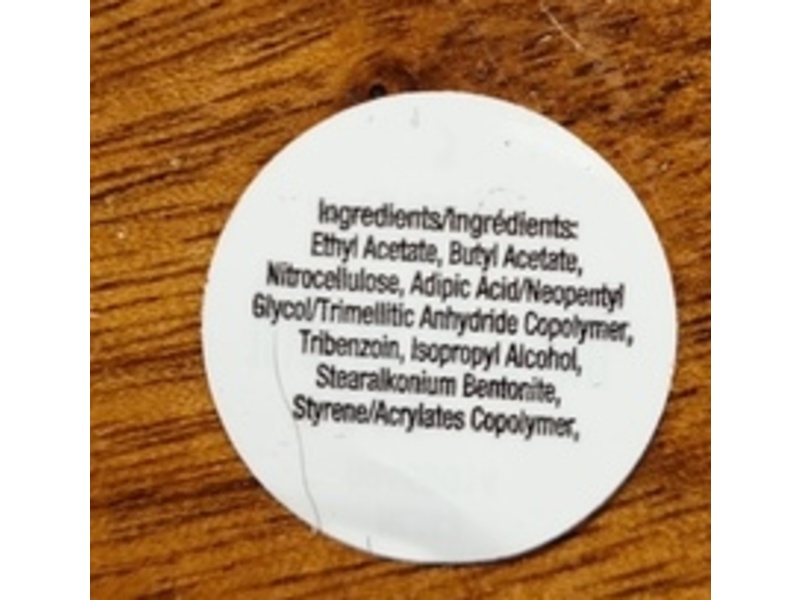 Ingredients/Ingrédients:
Ethyl Acetate, Butyl Acetate,
Nitrocellulose, Adipic Acid/Neopentyl
Glycol/Trimellitic Anhydride Copolymer,
Tribenzoin, Isopropyl Alcohol,
Stearalkonium Bentonite,
Styrene/Acrylates Copolymer,